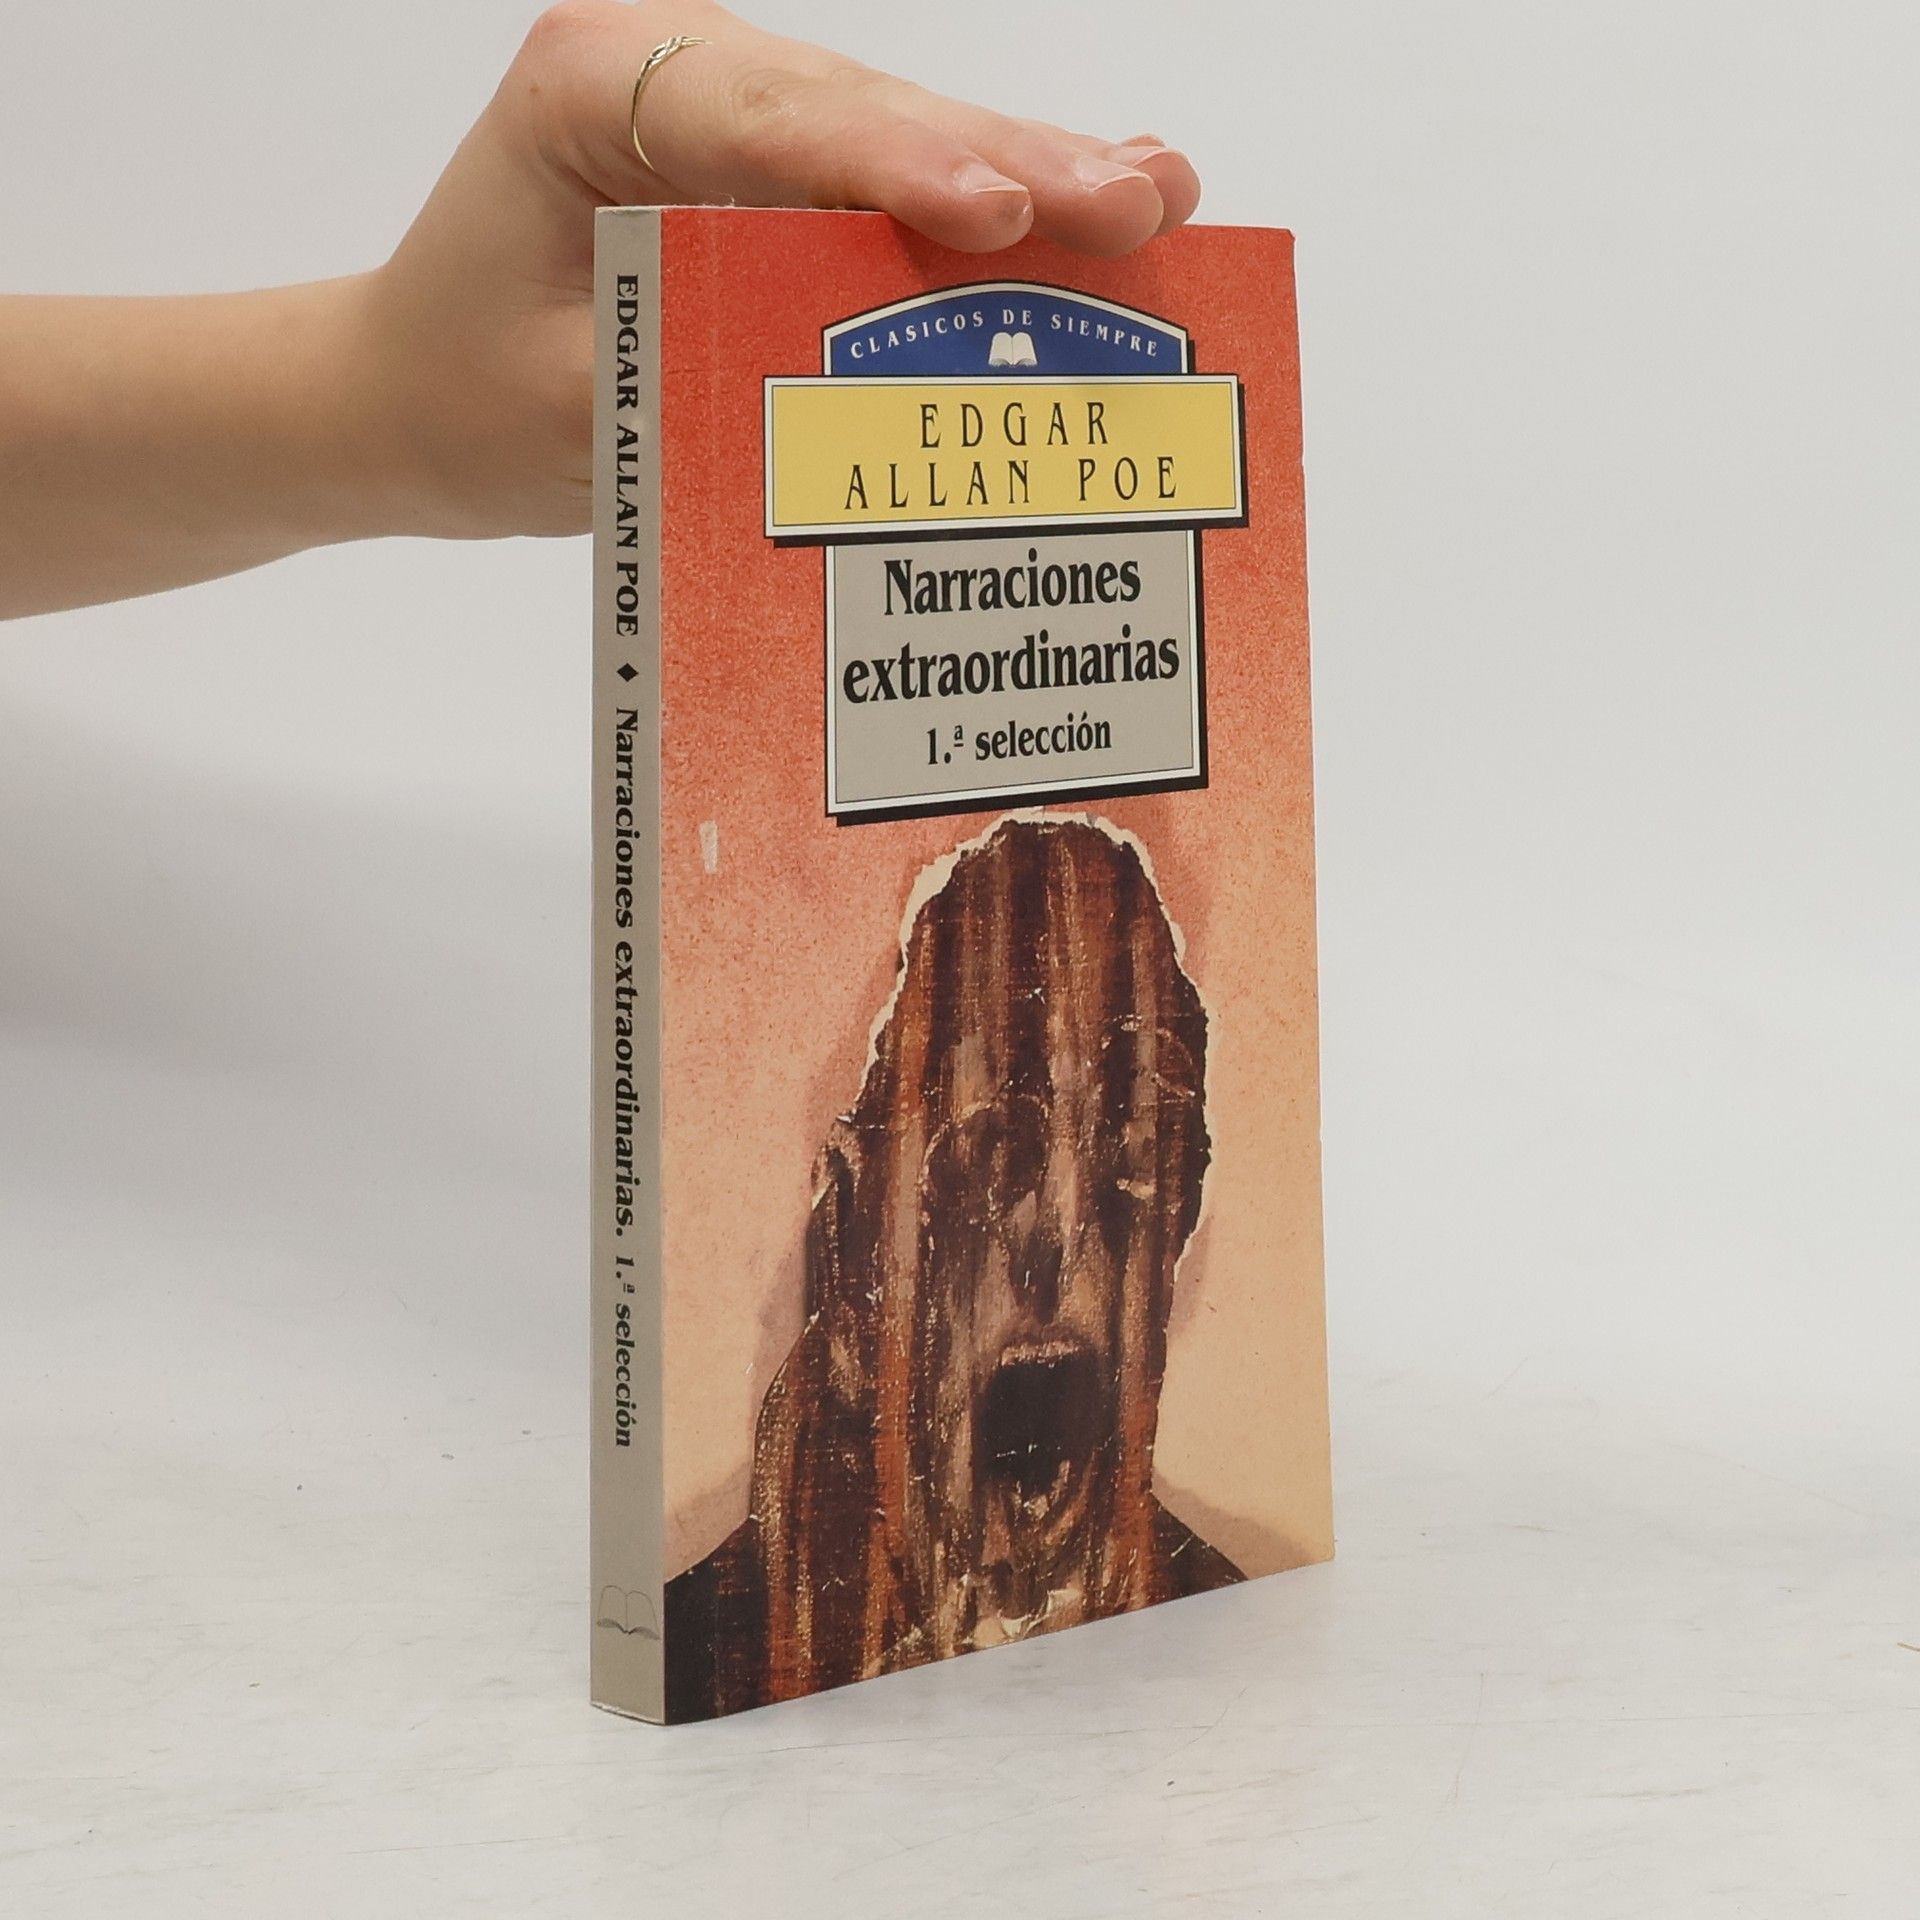 EDGAR ALLAN POE ◆ Narraciones extraordinarias. 1.ª selección
CLASICOS DE SIEMPRE
EDGAR
ALLAN POE
Narraciones
extraordinarias
1.ª selección